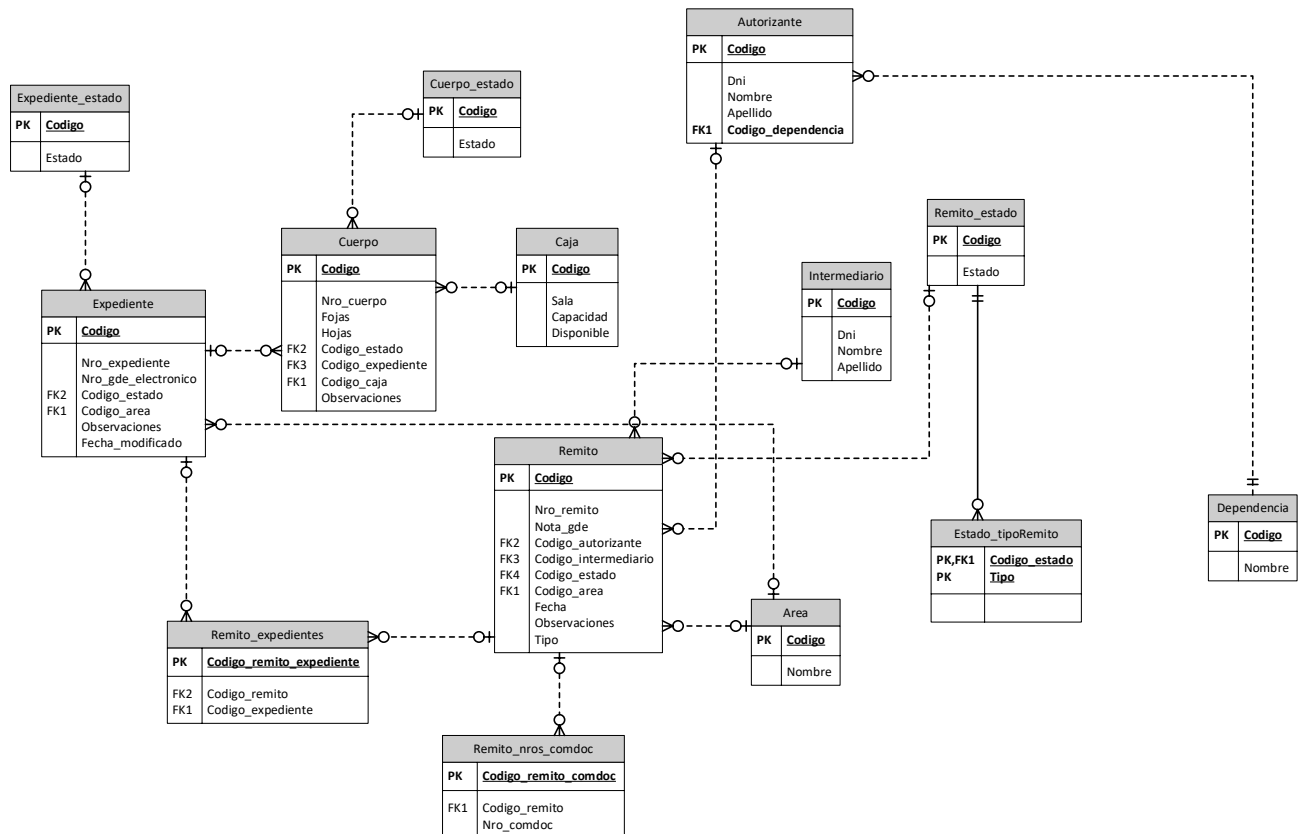 Autorizante
PK Codigo
Dni
Nombre
Apellido
FK1 Codigo_dependencia
Cuerpo_estado
PK Codigo
Estado
Expediente_estado
PK Codigo
Estado
Remito_estado
PK Codigo
Estado
Cuerpo
PK Codigo
Nro_cuerpo
Fojas
Hojas
FK2 Codigo_estado
FK3 Codigo_expediente
FK1 Codigo_caja
Observaciones
Caja
PK Codigo
Sala
Capacidad
Disponible
Intermediario
PK Codigo
Dni
Nombre
Apellido
Expediente
PK Codigo
Nro_expediente
Nro_gde_electronico
FK2 Codigo_estado
FK1 Codigo_area
Observaciones
Fecha_modificado
Remito
PK Codigo
Nro_remito
Nota_gde
FK2 Codigo_autorizante
FK3 Codigo_intermediario
FK4 Codigo_estado
FK1 Codigo_area
Fecha
Observaciones
Tipo
Dependencia
PK Codigo
Nombre
Estado_tipoRemito
PK,FK1 Codigo_estado
PK Tipo
Area
PK Codigo
Nombre
Remito_expedientes
PK Codigo_remito_expediente
FK2 Codigo_remito
FK1 Codigo_expediente
Remito_nros_comdoc
PK Codigo_remito_comdoc
FK1 Codigo_remito
Nro_comdoc